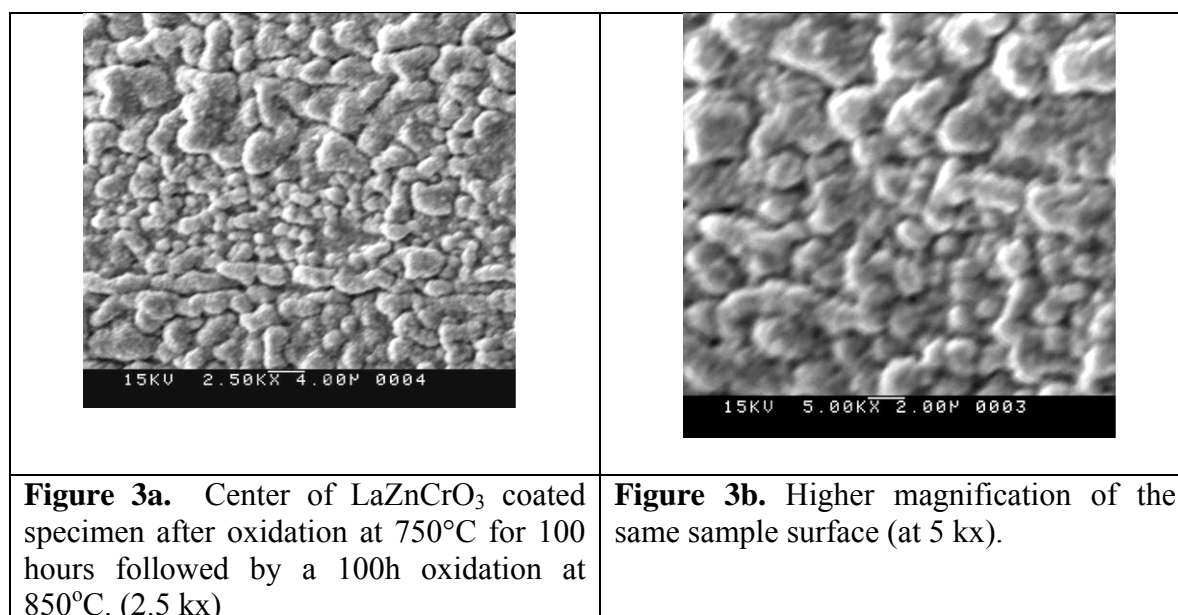 15KV 2.50KX 4.00µ 0004
15KV 5.00KX 2.00µ 0003
Figure 3a. Center of LaZnCrO₃ coated
specimen after oxidation at 750°C for 100
hours followed by a 100h oxidation at
850°C. (2.5 kx)
Figure 3b. Higher magnification of the
same sample surface (at 5 kx).